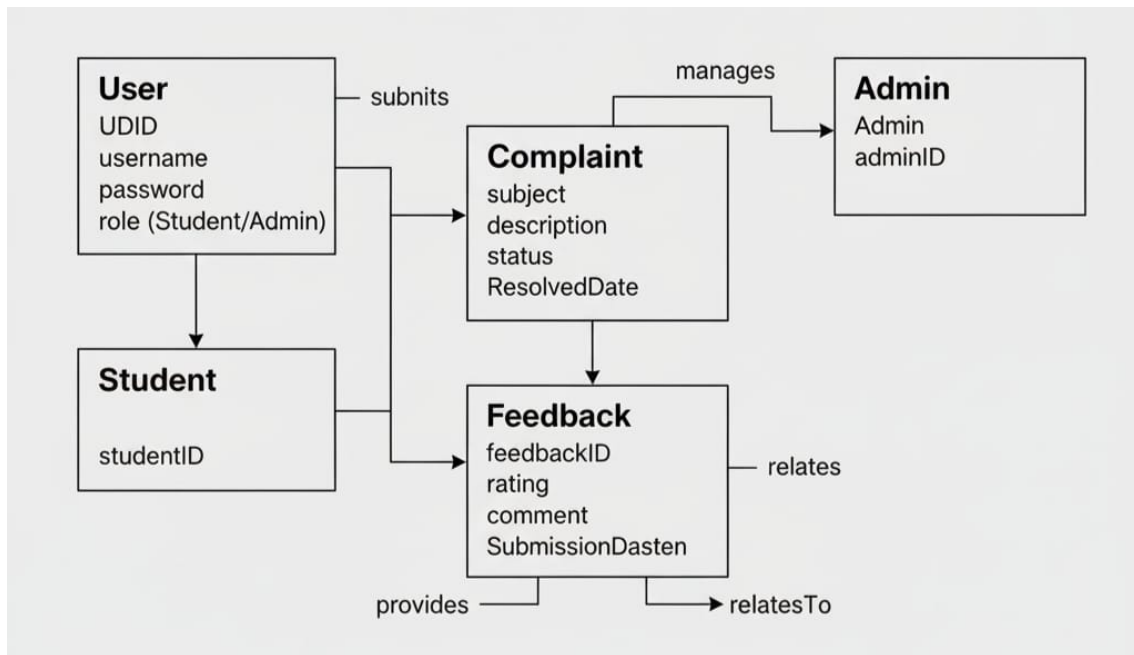 User
UDID
username
password
role (Student/Admin)
subnits
manages
Complaint
subject
description
status
ResolvedDate
Admin
Admin
adminID
Student
studentID
Feedback
feedbackID
rating
comment
SubmissionDasten
relates
provides
relatesTo